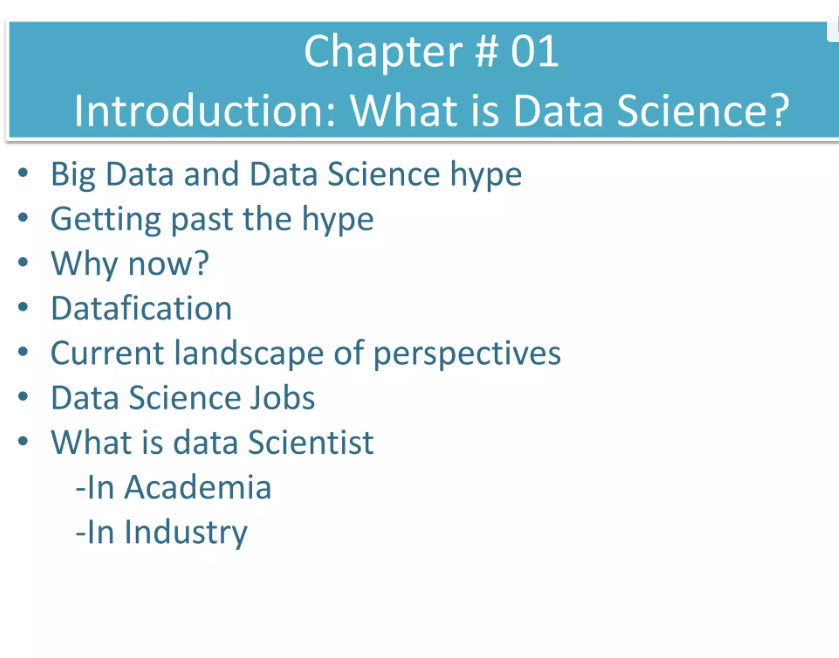 Chapter # 01
Introduction: What is Data Science?
• Big Data and Data Science hype
• Getting past the hype
• Why now?
• Datafication
• Current landscape of perspectives
• Data Science Jobs
• What is data Scientist
-In Academia
-In Industry